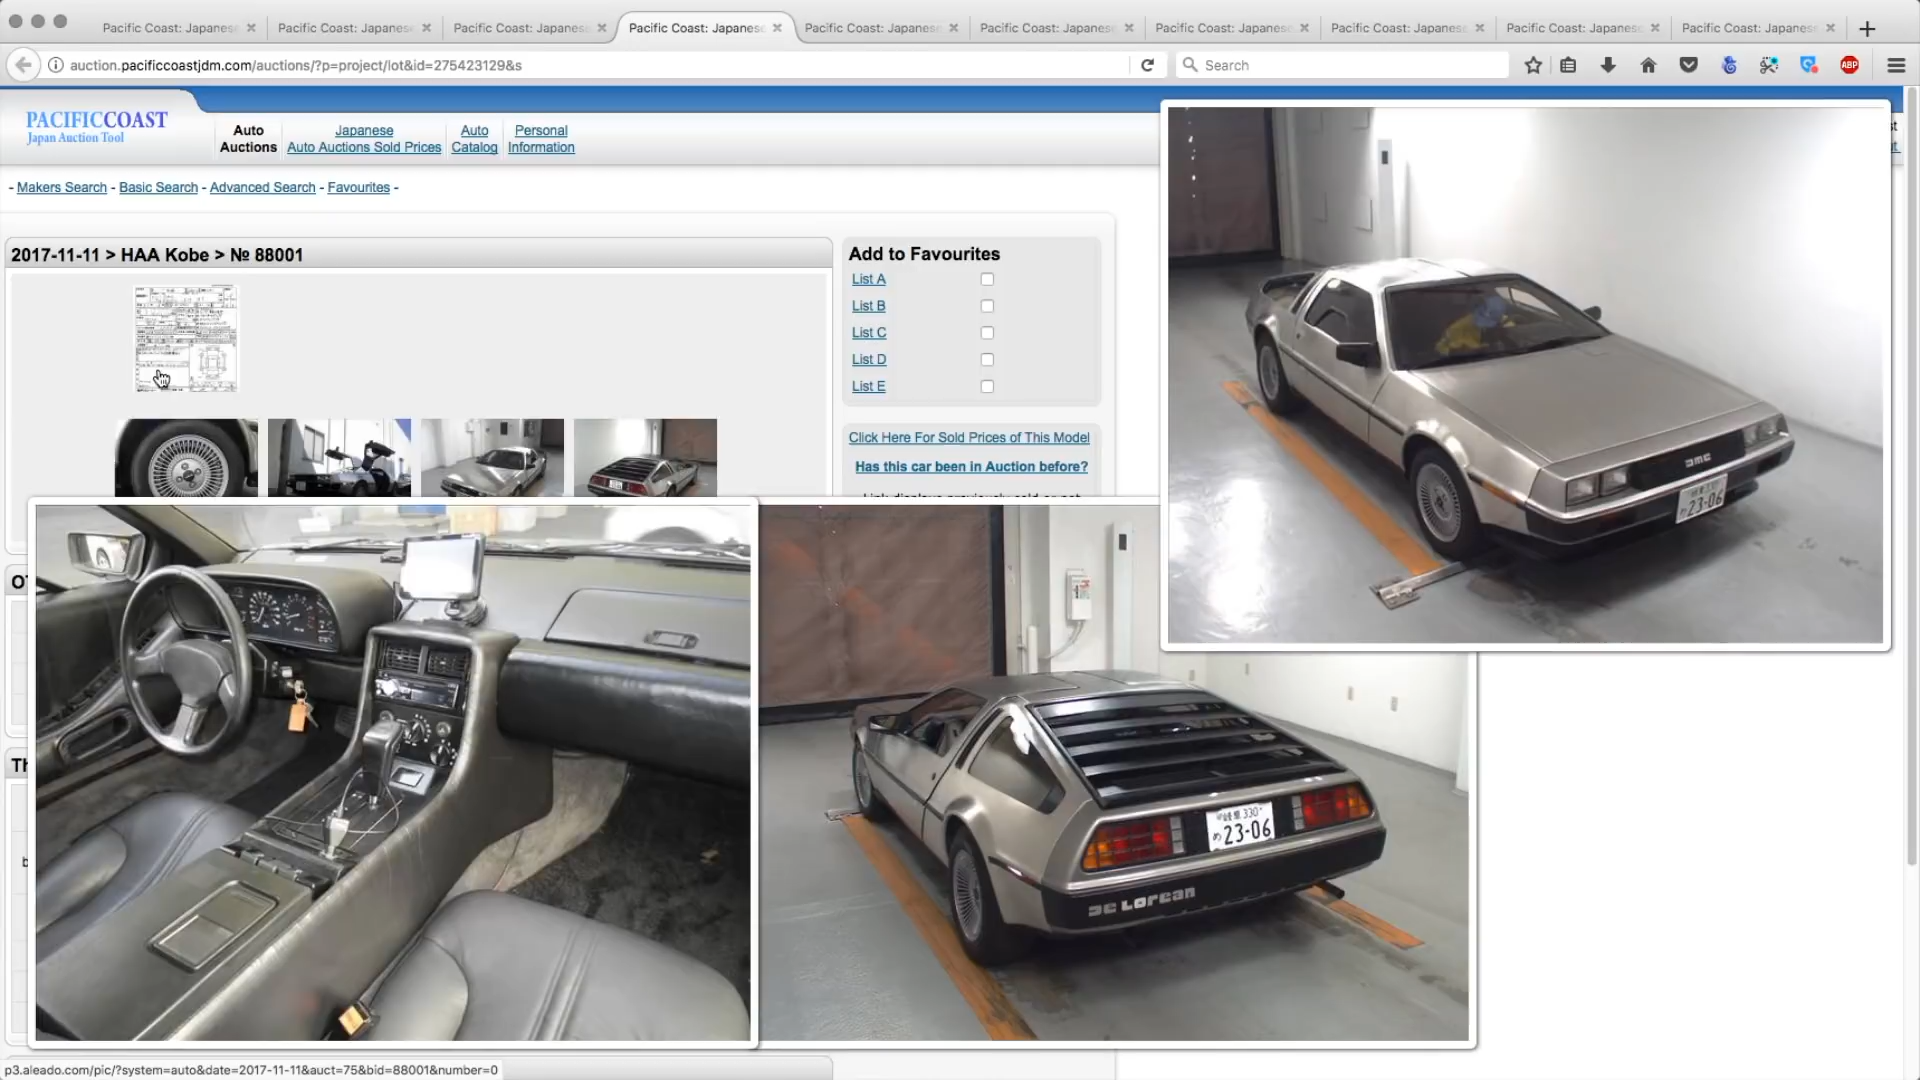 Pacific Coast: Japanese
Pacific Coast: Japanese
Pacific Coast: Japanese
Pacific Coast: Japanese
Pacific Coast: Japanese
Pacific Coast: Japanese
Pacific Coast: Japanese
Pacific Coast: Japanese
Pacific Coast: Japanese
Pacific Coast: Japanese
auction.pacificcoastjdm.com/auctions/?p=project/lot&id=275423129&s
Search
ABP
PACIFICCOAST
Japan Auction Tool
Auto
Auctions
Japanese
Auto Auctions Sold Prices
Auto
Catalog
Personal
Information
- Makers Search - Basic Search - Advanced Search - Favourites -
2017-11-11 > HAA Kobe > № 88001
Add to Favourites
List A
List B
List C
List D
List E
Click Here For Sold Prices of This Model
Has this car been in Auction before?
DMC
23-06
330
め 23-06
DeLorean
p3.aleado.com/pic/?system=auto&date=2017-11-11&auct=75&bid=88001&number=0